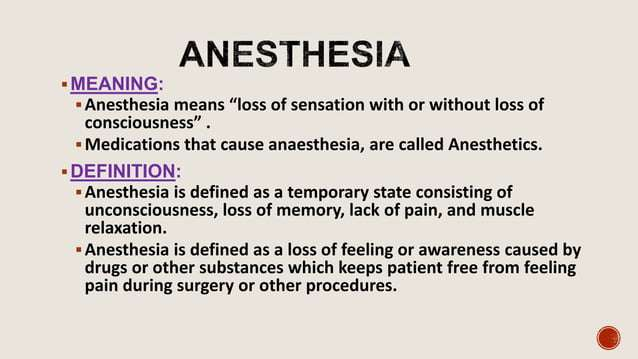 ANESTHESIA
MEANING:
Anesthesia means “loss of sensation with or without loss of
consciousness” .
Medications that cause anaesthesia, are called Anesthetics.
DEFINITION:
Anesthesia is defined as a temporary state consisting of
unconsciousness, loss of memory, lack of pain, and muscle
relaxation.
Anesthesia is defined as a loss of feeling or awareness caused by
drugs or other substances which keeps patient free from feeling
pain during surgery or other procedures.